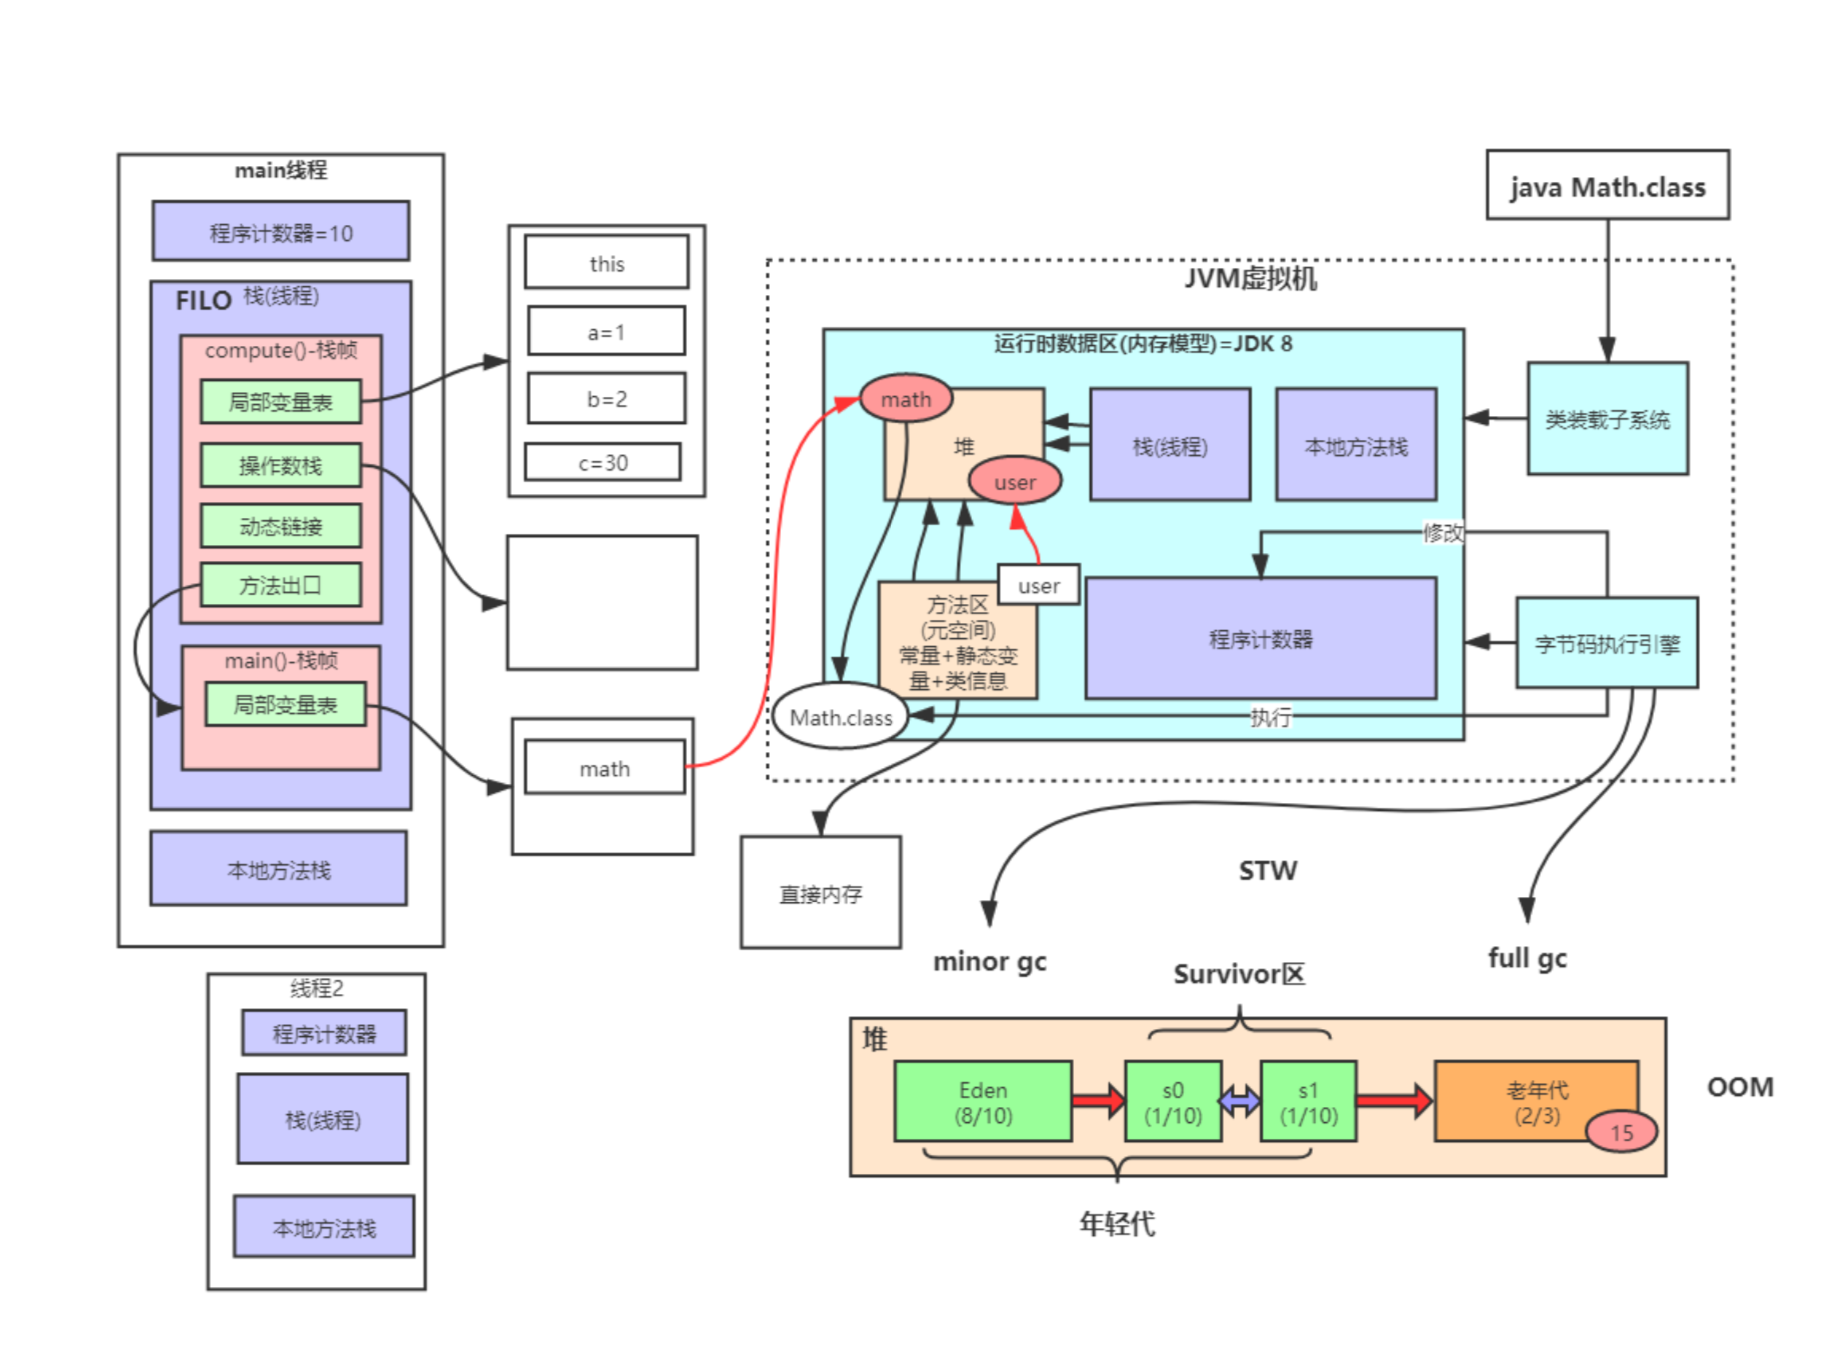 main线程
程序计数器=10
FILO 栈(线程)
compute()-栈帧
局部变量表
操作数栈
动态链接
方法出口
main()-栈帧
局部变量表
本地方法栈
this
a=1
b=2
c=30
math
线程2
程序计数器
栈(线程)
本地方法栈
java Math.class
JVM虚拟机
运行时数据区(内存模型)=JDK 8
math
堆
user
栈(线程)
本地方法栈
类装载子系统
修改
user
方法区
(元空间)
常量+静态变
量+类信息
程序计数器
字节码执行引擎
Math.class
执行
直接内存
STW
minor gc
full gc
Survivor区
堆
Eden
(8/10)
s0
(1/10)
s1
(1/10)
老年代
(2/3)
15
OOM
年轻代